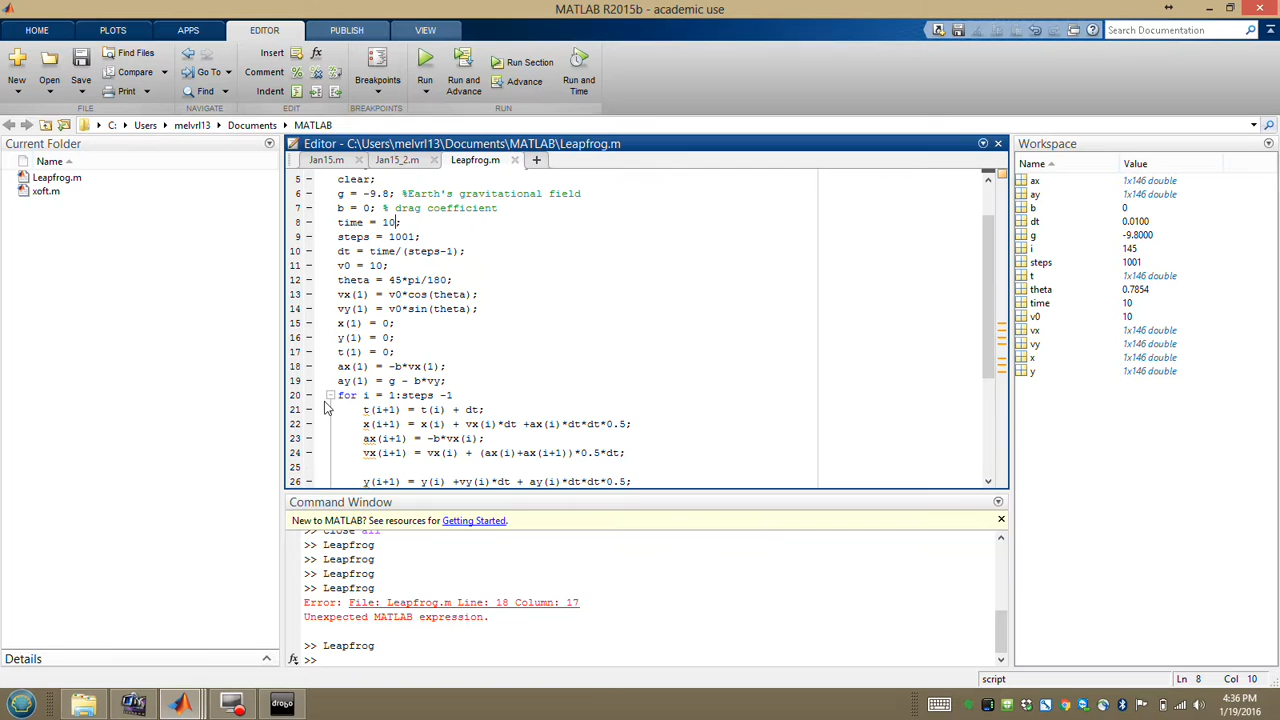 MATLAB R2015b - academic use
HOME PLOTS APPS EDITOR PUBLISH VIEW Search Documentation
New Open Save Find Files Compare Print
Go To Find
Insert fx Comment Indent
Breakpoints
Run Run and Advance Run Section Advance Run and Time
FILE NAVIGATE EDIT BREAKPOINTS RUN
C: Users melvrl13 Documents MATLAB
Current Folder
Name
Leapfrog.m
xoft.m
Details
Editor - C:\Users\melvrl13\Documents\MATLAB\Leapfrog.m
Jan15.m Jan15_2.m Leapfrog.m
5 clear;
6 g = -9.8; %Earth's gravitational field
7 b = 0; % drag coefficient
8 time = 10;
9 steps = 1001;
10 dt = time/(steps-1);
11 v0 = 10;
12 theta = 45*pi/180;
13 vx(1) = v0*cos(theta);
14 vy(1) = v0*sin(theta);
15 x(1) = 0;
16 y(1) = 0;
17 t(1) = 0;
18 ax(1) = -b*vx(1);
19 ay(1) = g - b*vy;
20 for i = 1:steps -1
21 t(i+1) = t(i) + dt;
22 x(i+1) = x(i) + vx(i)*dt +ax(i)*dt*dt*0.5;
23 ax(i+1) = -b*vx(i);
24 vx(i+1) = vx(i) + (ax(i)+ax(i+1))*0.5*dt;
25
26 y(i+1) = y(i) +vy(i)*dt + ay(i)*dt*dt*0.5;
Command Window
New to MATLAB? See resources for Getting Started.
>> close all
>> Leapfrog
>> Leapfrog
>> Leapfrog
>> Leapfrog
Error: File: Leapfrog.m Line: 18 Column: 17
Unexpected MATLAB expression.
>> Leapfrog
fx >>
Workspace
Name Value
ax 1x146 double
ay 1x146 double
b 0
dt 0.0100
g -9.8000
i 145
steps 1001
t 1x146 double
theta 0.7854
time 10
v0 10
vx 1x146 double
vy 1x146 double
x 1x146 double
y 1x146 double
script Ln 8 Col 10
drogo
4:36 PM
1/19/2016